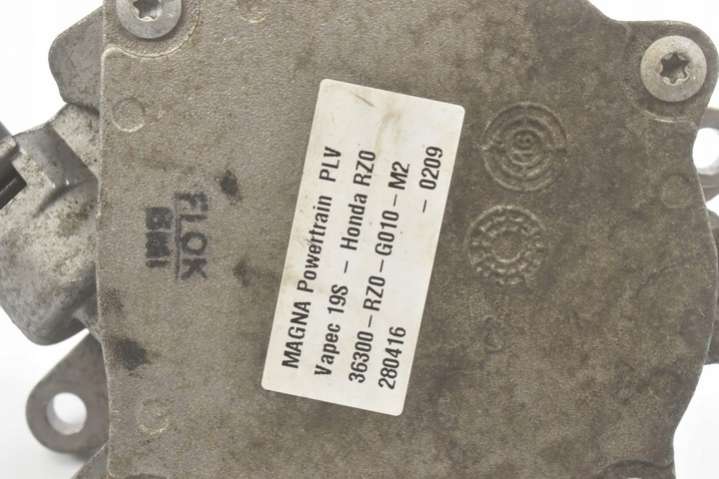 MAGNA Powertrain PLV
Vapec 19S - Honda RZ0
36300-RZ0-G010-M2
280416 - 0209
FLOK